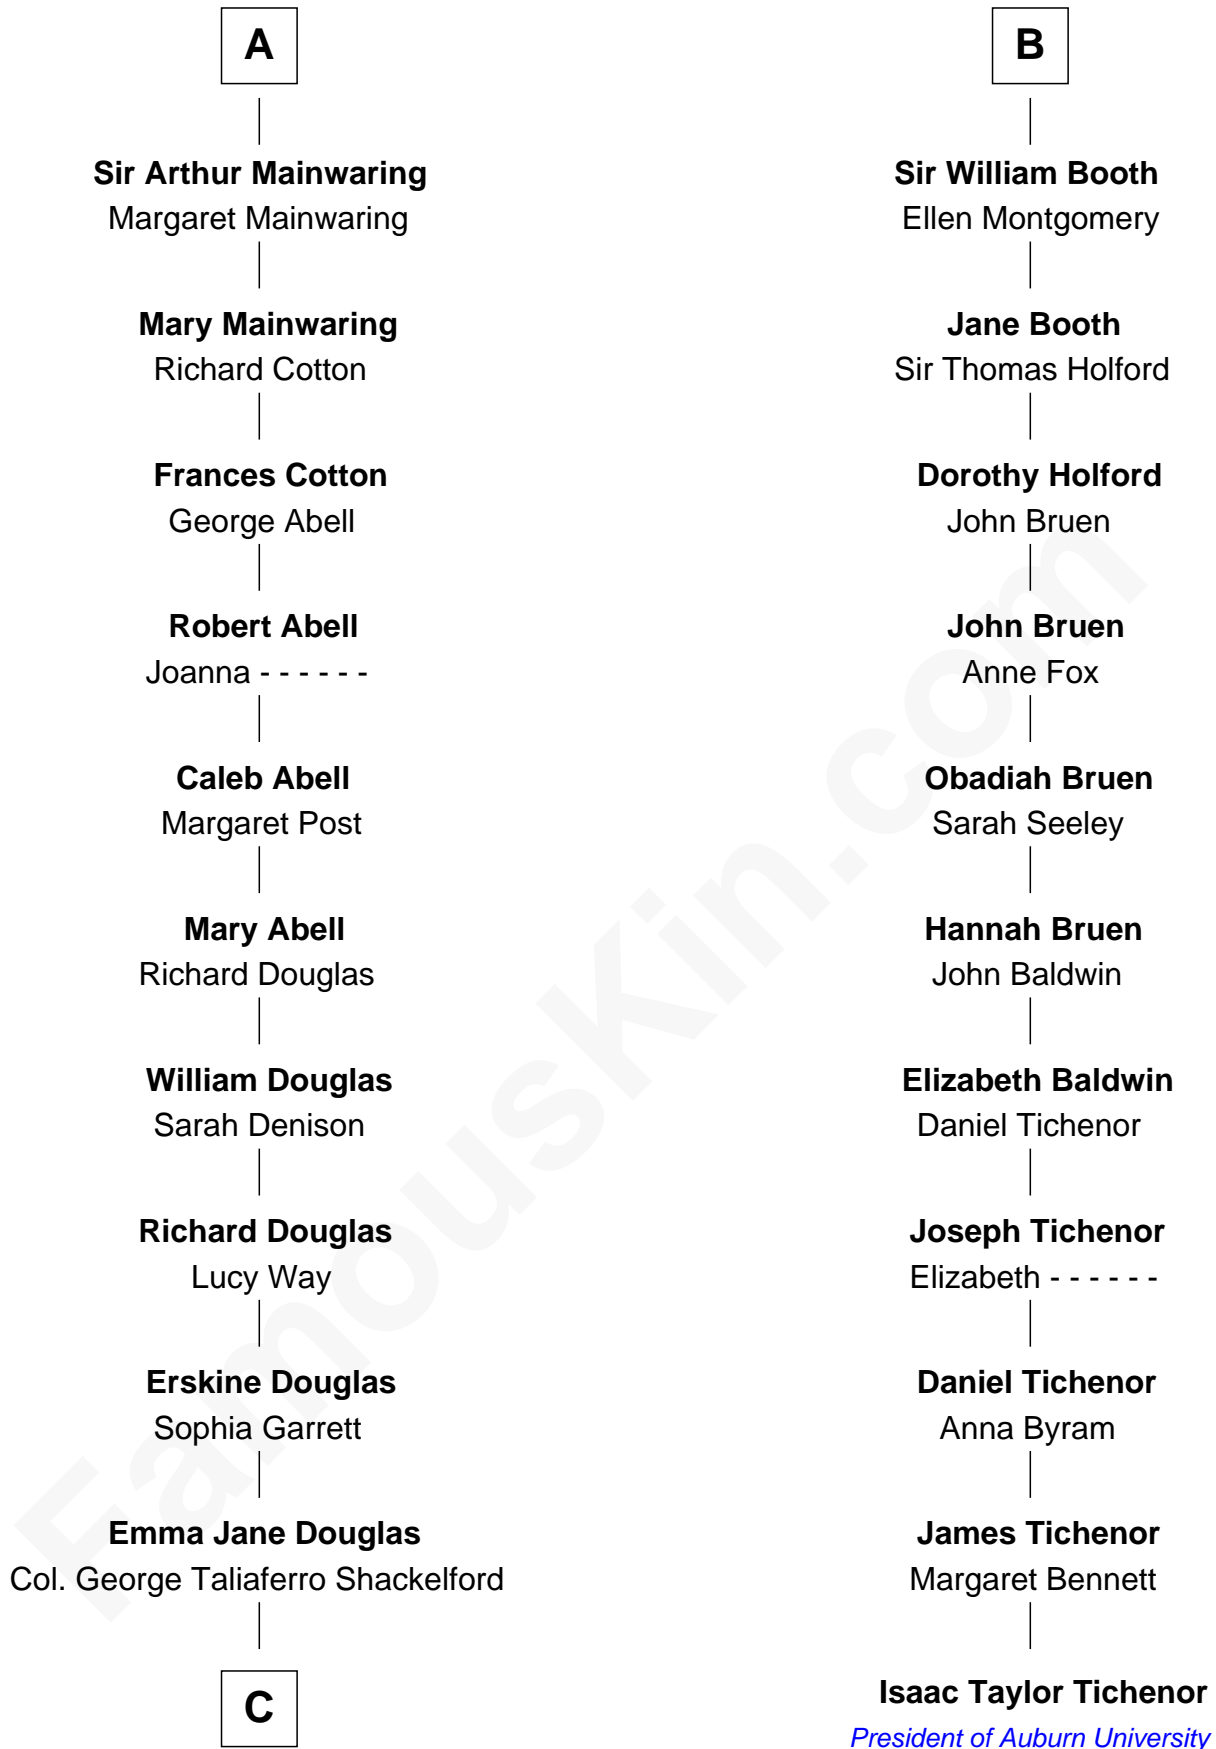 A
Sir Arthur Mainwaring
Margaret Mainwaring
Mary Mainwaring
Richard Cotton
Frances Cotton
George Abell
Robert Abell
Joanna - - - - - -
Caleb Abell
Margaret Post
Mary Abell
Richard Douglas
William Douglas
Sarah Denison
Richard Douglas
Lucy Way
Erskine Douglas
Sophia Garrett
Emma Jane Douglas
Col. George Taliaferro Shackelford
C
B
Sir William Booth
Ellen Montgomery
Jane Booth
Sir Thomas Holford
Dorothy Holford
John Bruen
John Bruen
Anne Fox
Obadiah Bruen
Sarah Seeley
Hannah Bruen
John Baldwin
Elizabeth Baldwin
Daniel Tichenor
Joseph Tichenor
Elizabeth - - - - - -
Daniel Tichenor
Anna Byram
James Tichenor
Margaret Bennett
Isaac Taylor Tichenor
President of Auburn University
FamousKin.com